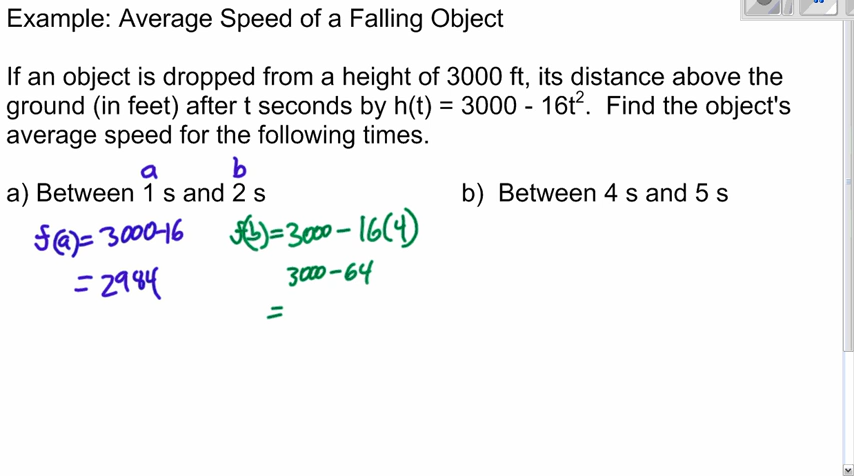 Example: Average Speed of a Falling Object
If an object is dropped from a height of 3000 ft, its distance above the
ground (in feet) after t seconds by h(t) = 3000 - 16t². Find the object's
average speed for the following times.
a b
a) Between 1 s and 2 s b) Between 4 s and 5 s
f(a)=3000-16 f(b)=3000-16(4)
=2984 3000-64
=